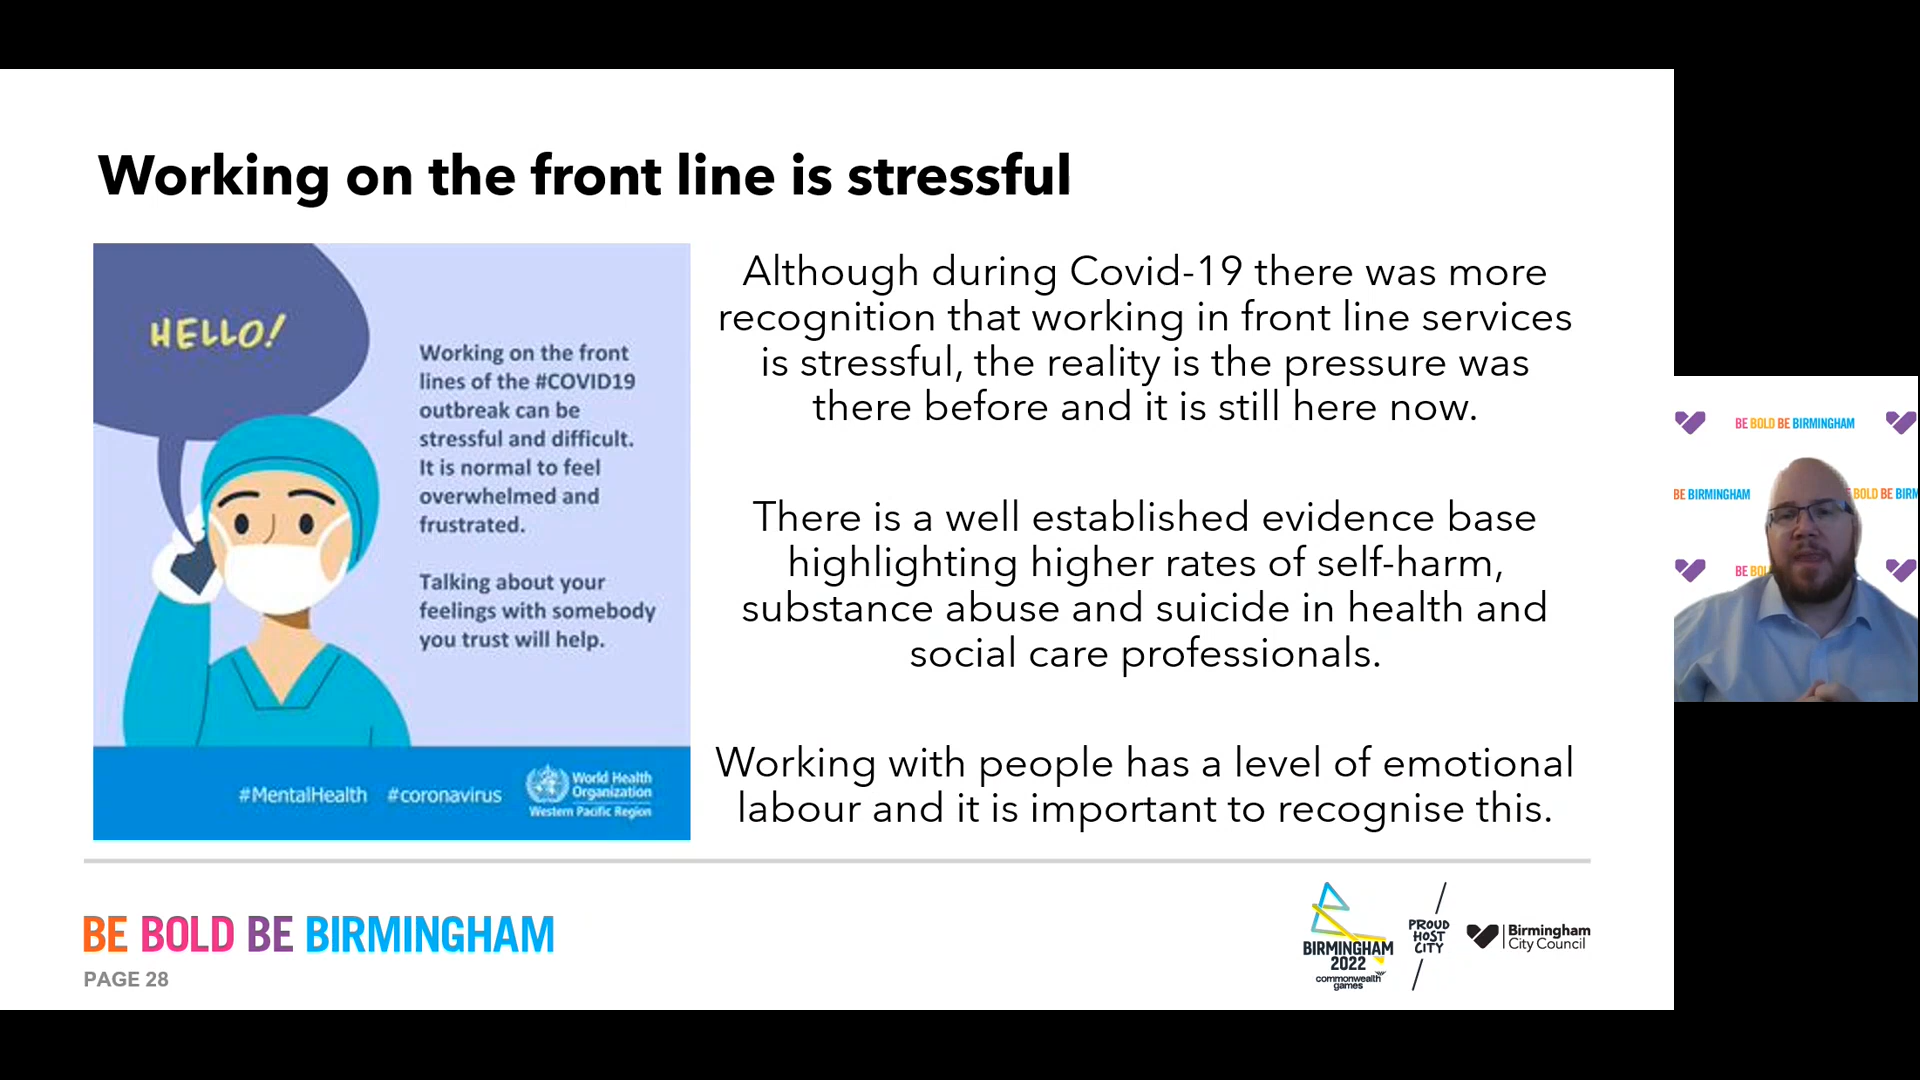 Working on the front line is stressful
HELLO!
Working on the front
lines of the #COVID19
outbreak can be
stressful and difficult.
It is normal to feel
overwhelmed and
frustrated.
Talking about your
feelings with somebody
you trust will help.
#MentalHealth #coronavirus
World Health
Organization
Western Pacific Region
Although during Covid-19 there was more
recognition that working in front line services
is stressful, the reality is the pressure was
there before and it is still here now.
There is a well established evidence base
highlighting higher rates of self-harm,
substance abuse and suicide in health and
social care professionals.
Working with people has a level of emotional
labour and it is important to recognise this.
BE BOLD BE BIRMINGHAM
PAGE 28
BIRMINGHAM
2022
commonwealth
games
PROUD
HOST
CITY
Birmingham
City Council
BE BOLD BE BIRMINGHAM
BE BIRMINGHAM
BOLD BE BIRM
BE BO